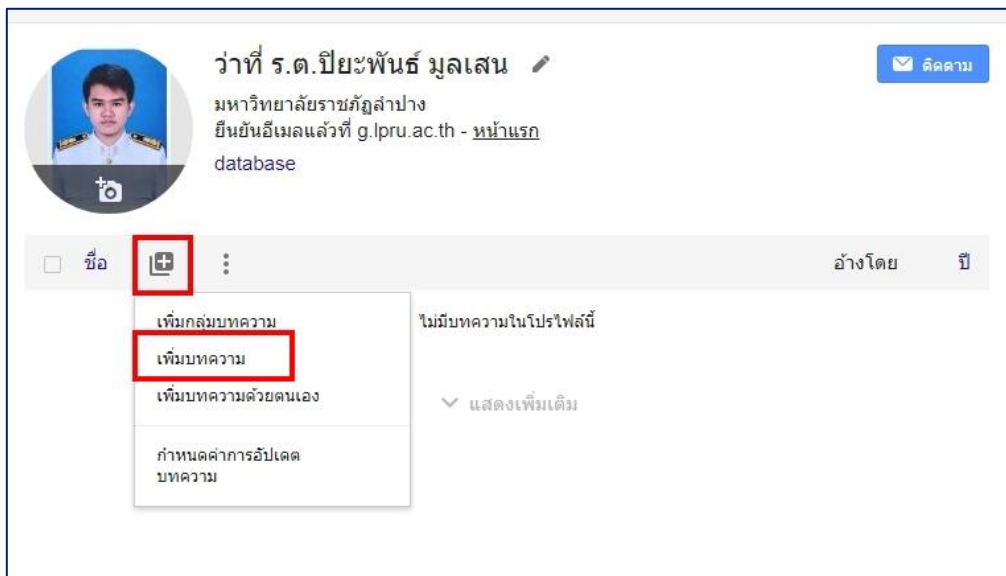 ว่าที่ ร.ต.ปิยะพันธ์ มูลเสน
ติดตาม
มหาวิทยาลัยราชภัฏลำปาง
ยืนยันอีเมลแล้วที่ g.lpru.ac.th - หน้าแรก
database
ชื่อ
อ้างโดย
ปี
เพิ่มกลุ่มบทความ
ไม่มีบทความในโปรไฟล์นี้
เพิ่มบทความ
เพิ่มบทความด้วยตนเอง
แสดงเพิ่มเติม
กำหนดค่าการอัปเดต
บทความ